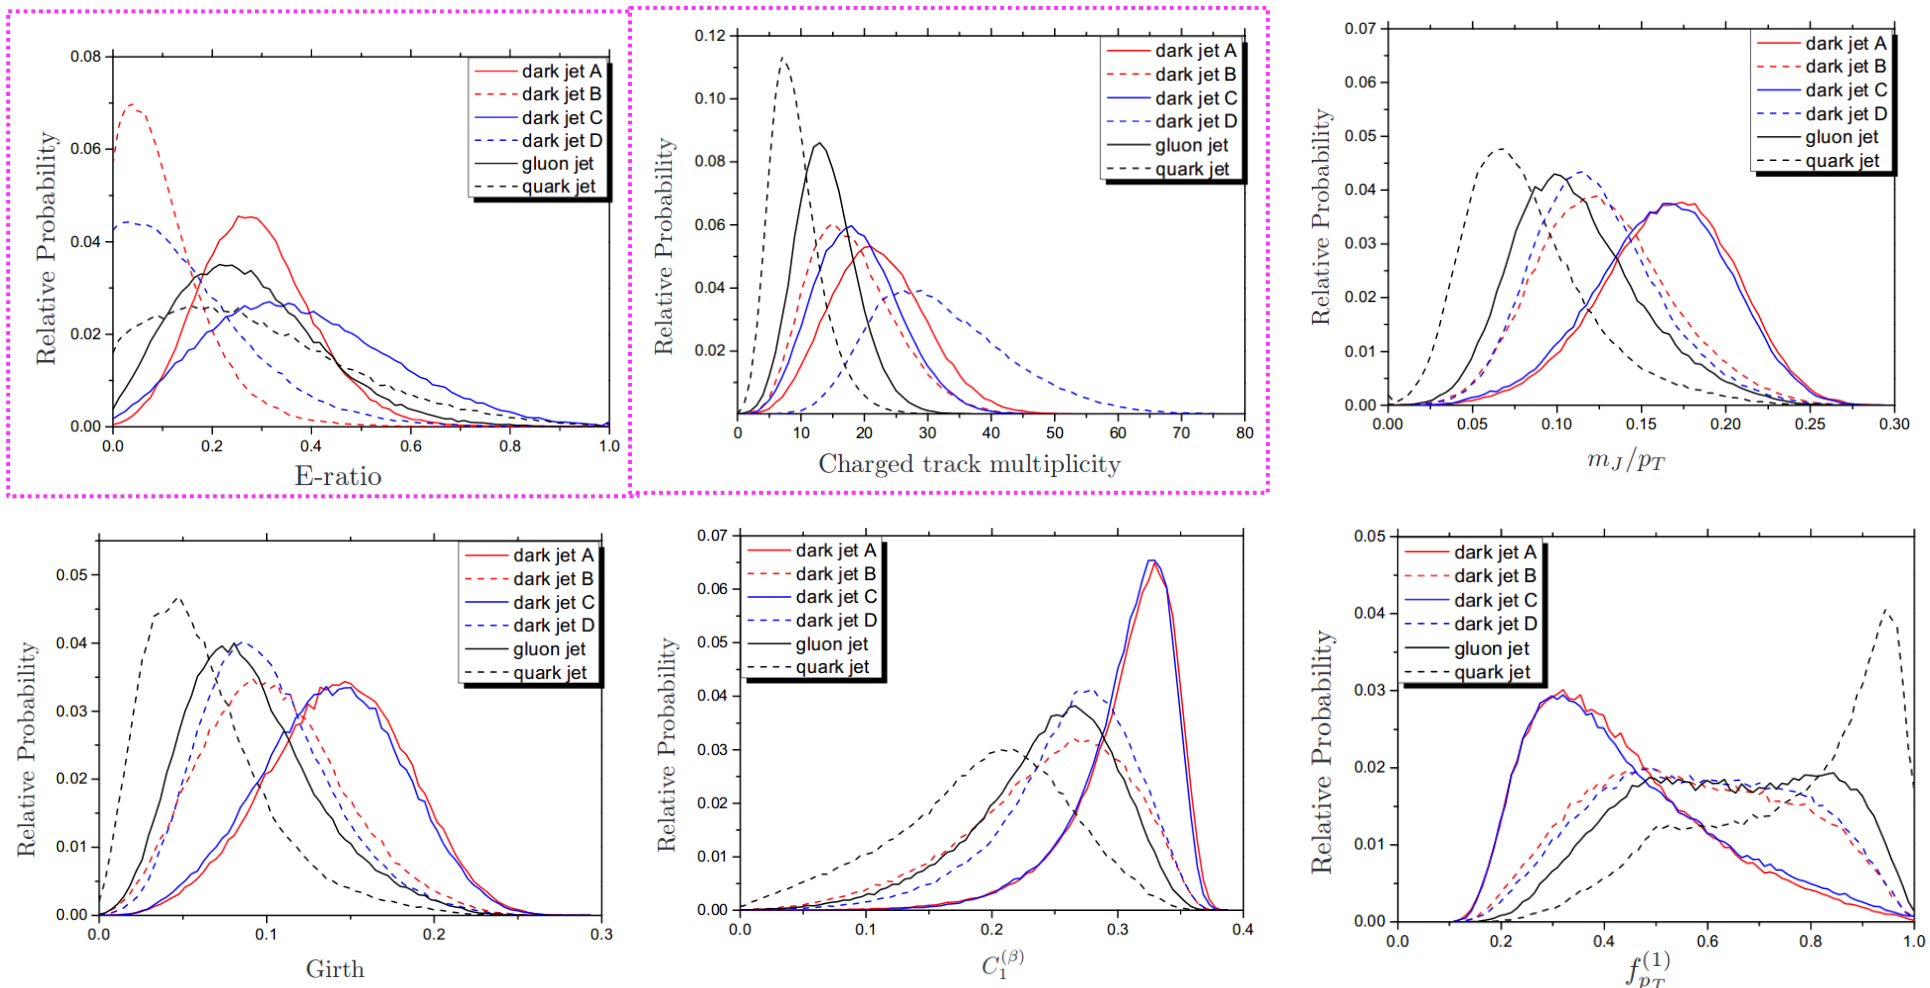 0.08
0.06
0.04
0.02
0.00
Relative Probability
dark jet A
dark jet B
dark jet C
dark jet D
gluon jet
quark jet
0.0 0.2 0.4 0.6 0.8 1.0
E-ratio
0.12
0.10
0.08
0.06
0.04
0.02
Relative Probability
dark jet A
dark jet B
dark jet C
dark jet D
gluon jet
quark jet
0 10 20 30 40 50 60 70 80
Charged track multiplicity
0.07
0.06
0.05
0.04
0.03
0.02
0.01
0.00
Relative Probability
dark jet A
dark jet B
dark jet C
dark jet D
gluon jet
quark jet
0.00 0.05 0.10 0.15 0.20 0.25 0.30
m_J/p_T
0.05
0.04
0.03
0.02
0.01
0.00
Relative Probability
dark jet A
dark jet B
dark jet C
dark jet D
gluon jet
quark jet
0.0 0.1 0.2 0.3
Girth
0.07
0.06
0.05
0.04
0.03
0.02
0.01
0.00
Relative Probability
dark jet A
dark jet B
dark jet C
dark jet D
gluon jet
quark jet
0.0 0.1 0.2 0.3 0.4
C_1^{(β)}
0.05
0.04
0.03
0.02
0.01
0.00
Relative Probability
dark jet A
dark jet B
dark jet C
dark jet D
gluon jet
quark jet
0.0 0.2 0.4 0.6 0.8 1.0
f_{p_T}^{(1)}